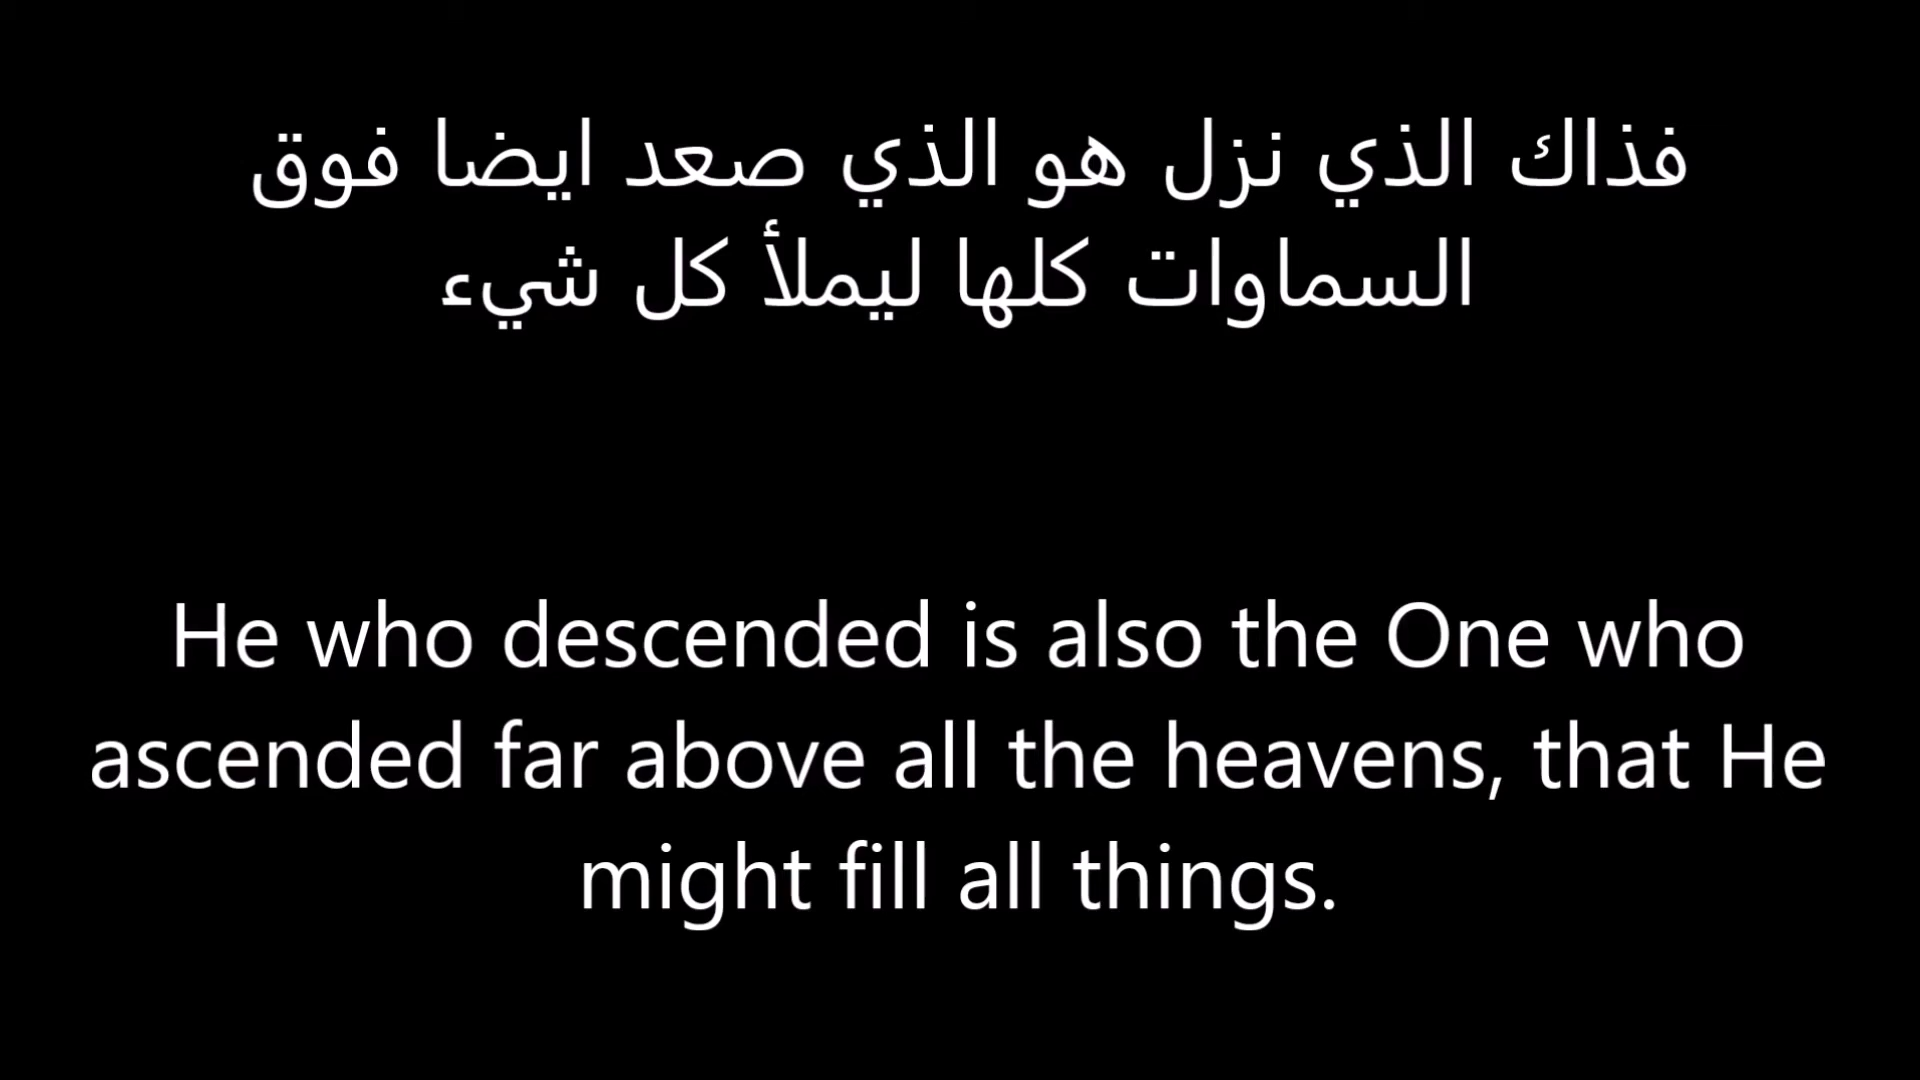 فذاك الذي نزل هو الذي صعد ايضا فوق
السماوات كلها ليملأ كل شيء
He who descended is also the One who
ascended far above all the heavens, that He
might fill all things.